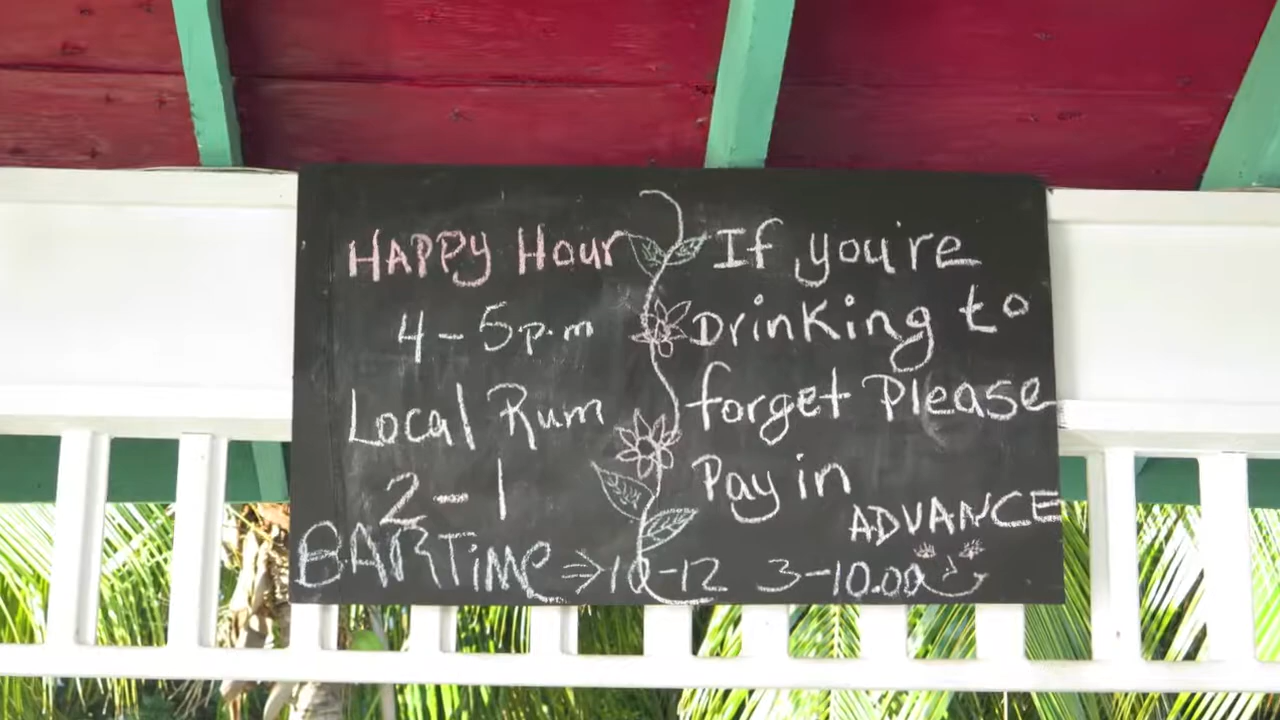 HAPPy Hour
4-5p.m
Local Rum
2-1
If you're
Drinking to
forget Please
Pay in
ADVANCE
BARTiMe → 10-12 3-10.00